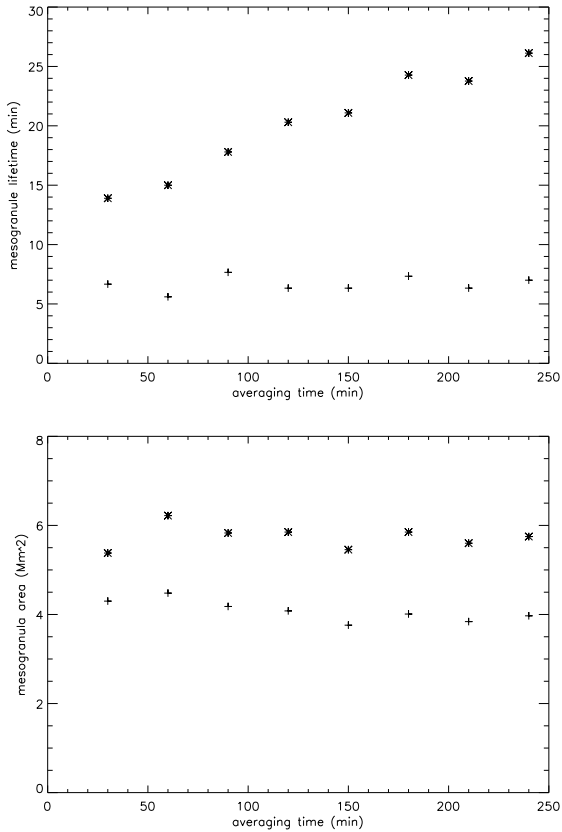 30
25
20
15
10
5
0
mesogranule lifetime (min)
0 50 100 150 200 250
averaging time (min)
8
6
4
2
0
mesogranula area (Mm^2)
0 50 100 150 200 250
averaging time (min)